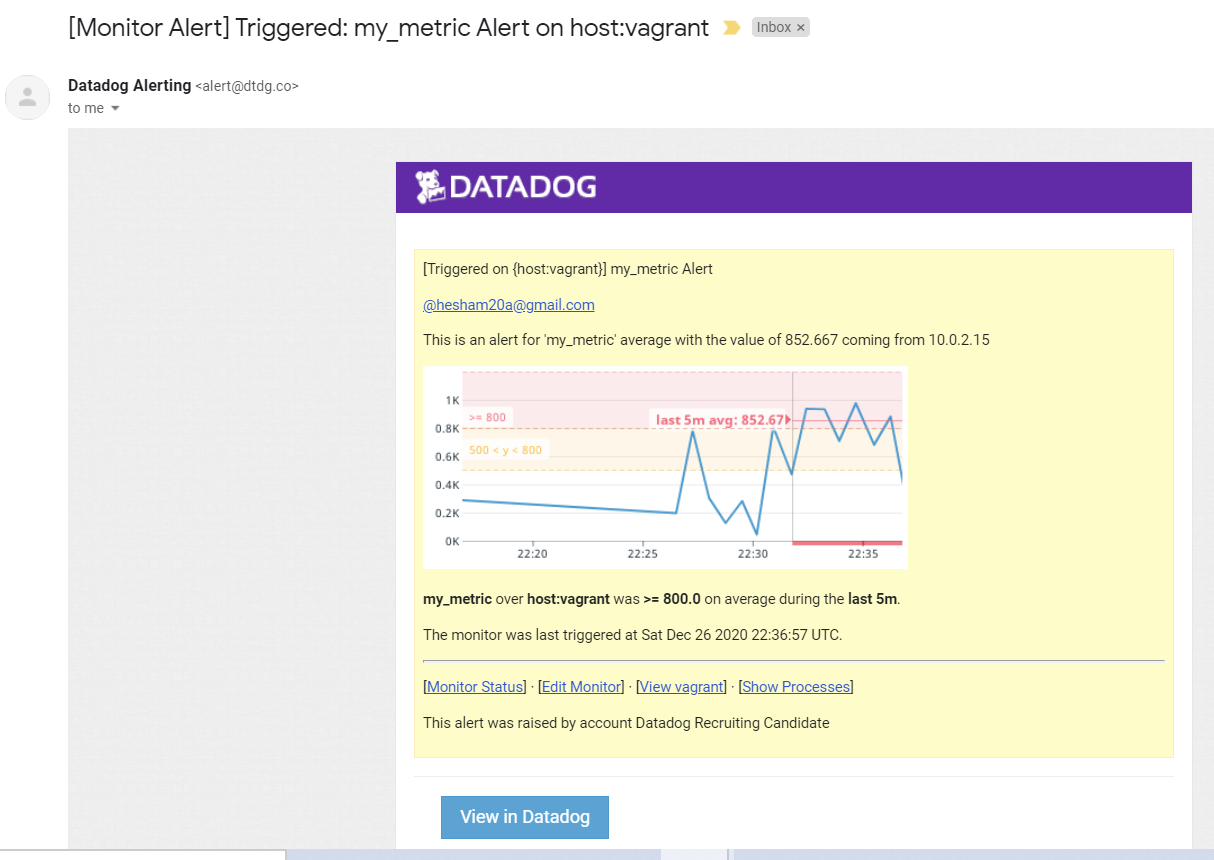 [Monitor Alert] Triggered: my_metric Alert on host:vagrant Inbox ×
Datadog Alerting <alert@dtdg.co>
to me
DATADOG
[Triggered on {host:vagrant}] my_metric Alert
@hesham20a@gmail.com
This is an alert for 'my_metric' average with the value of 852.667 coming from 10.0.2.15
1K
>= 800
last 5m avg: 852.67
0.8K
500 < y < 800
0.6K
0.4K
0.2K
0K
22:20 22:25 22:30 22:35
my_metric over host:vagrant was >= 800.0 on average during the last 5m.
The monitor was last triggered at Sat Dec 26 2020 22:36:57 UTC.
[Monitor Status] · [Edit Monitor] · [View vagrant] · [Show Processes]
This alert was raised by account Datadog Recruiting Candidate
View in Datadog